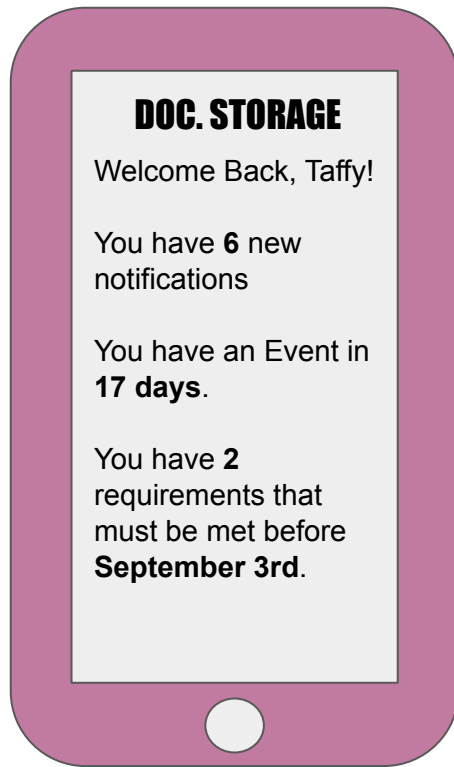 DOC. STORAGE
Welcome Back, Taffy!
You have 6 new
notifications
You have an Event in
17 days.
You have 2
requirements that
must be met before
September 3rd.